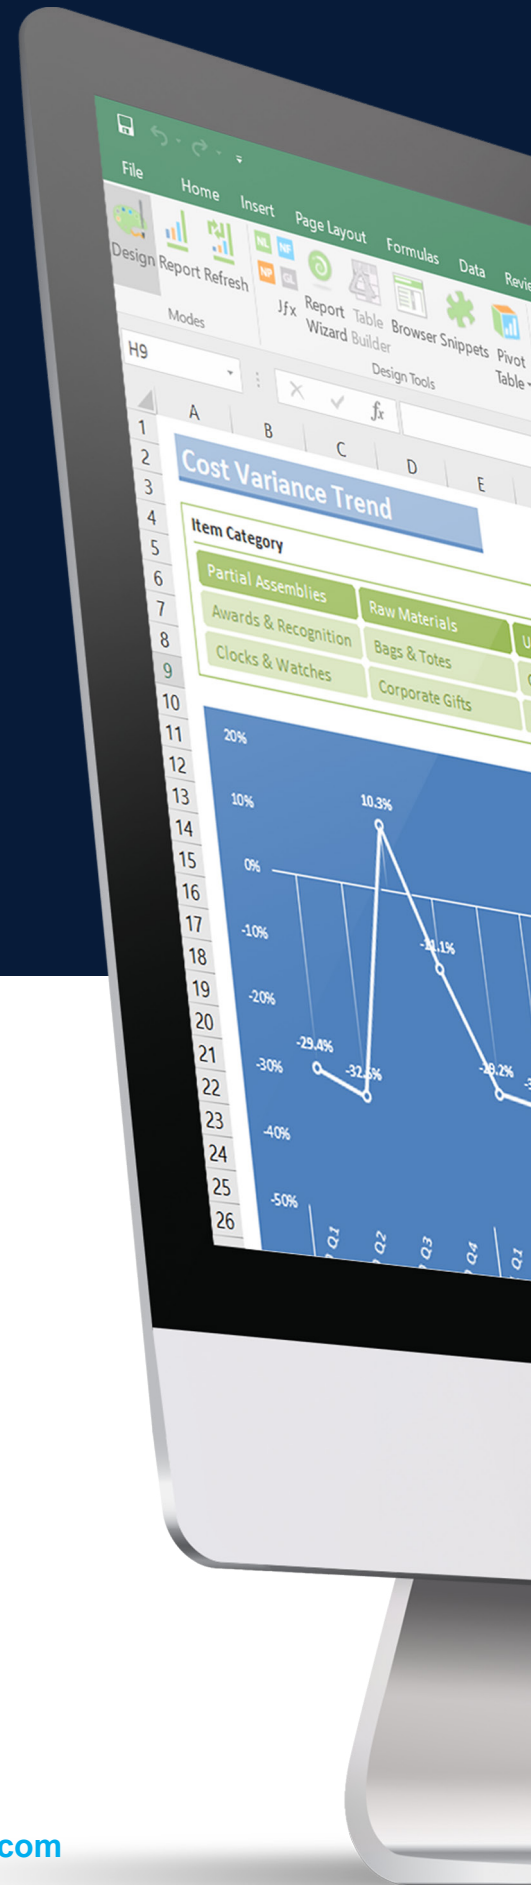 File Home Insert Page Layout Formulas Data
NL NF
NP GL
Design Report Refresh Jfx Report Wizard Table Builder Browser Snippets Pivot Table
Modes Design Tools
H9 fx
A B C D E
1
2
3
4
5
6
7
8
9
10
11
12
13
14
15
16
17
18
19
20
21
22
23
24
25
26
Cost Variance Trend
Item Category
Partial Assemblies Raw Materials U
Awards & Recognition Bags & Totes
Clocks & Watches Corporate Gifts
20%
10%
0%
-10%
-20%
-30%
-40%
-50%
10.3%
-29.4%
Q1 Q2 Q3 Q4 Q1
.com